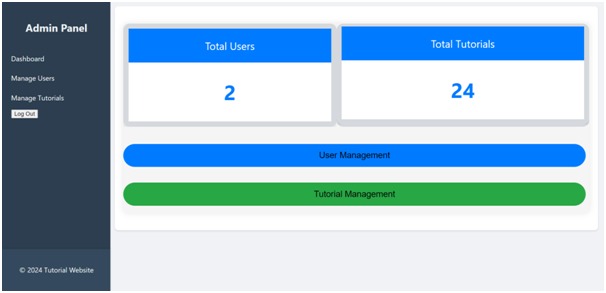 Admin Panel
Dashboard
Manage Users
Manage Tutorials
Log Out
© 2024 Tutorial Website
Total Users
2
Total Tutorials
24
User Management
Tutorial Management